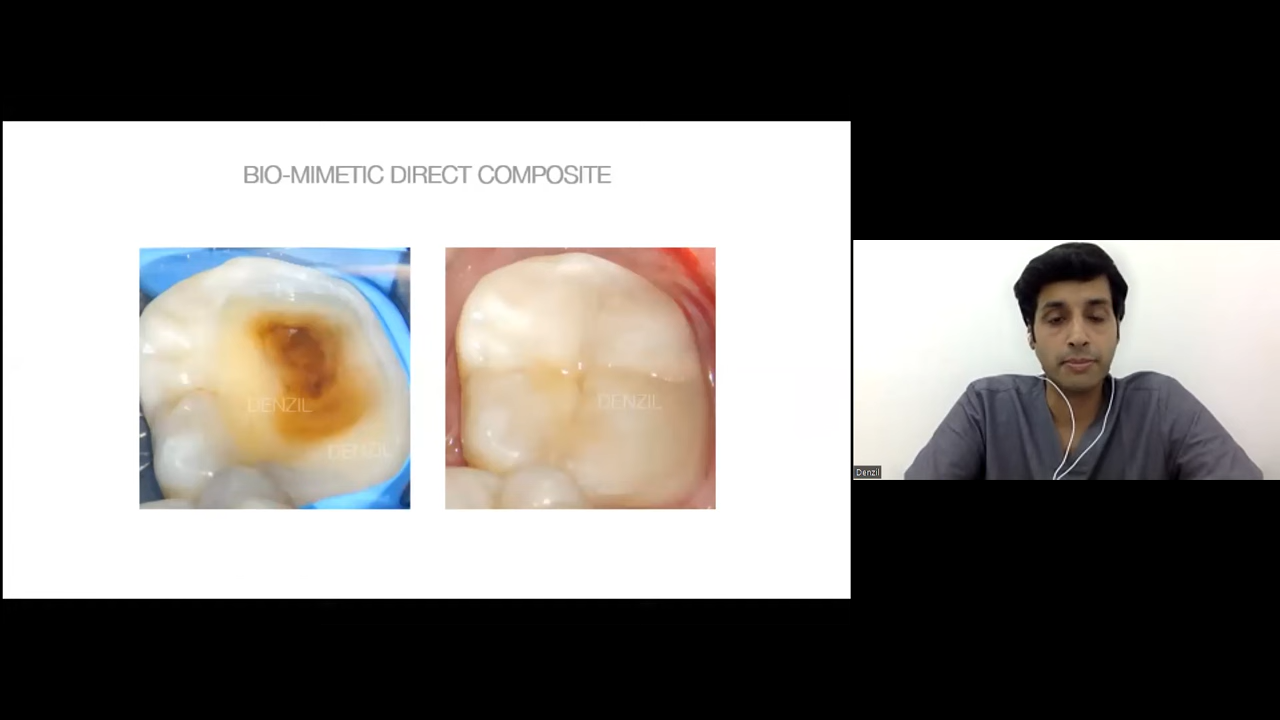 BIO-MIMETIC DIRECT COMPOSITE
DENZIL
DENZIL
DENZIL
Denzil